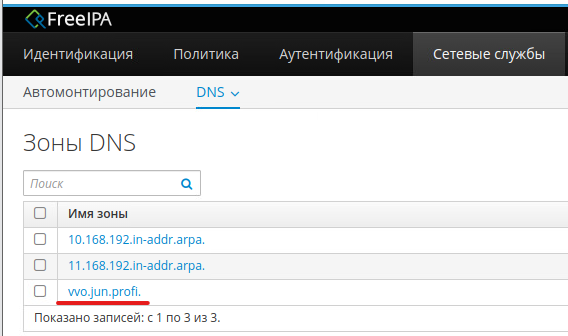 FreeIPA
Идентификация Политика Аутентификация Сетевые службы
Автомонтирование DNS
Зоны DNS
Поиск
Имя зоны
10.168.192.in-addr.arpa.
11.168.192.in-addr.arpa.
vvo.jun.profi.
Показано записей: с 1 по 3 из 3.